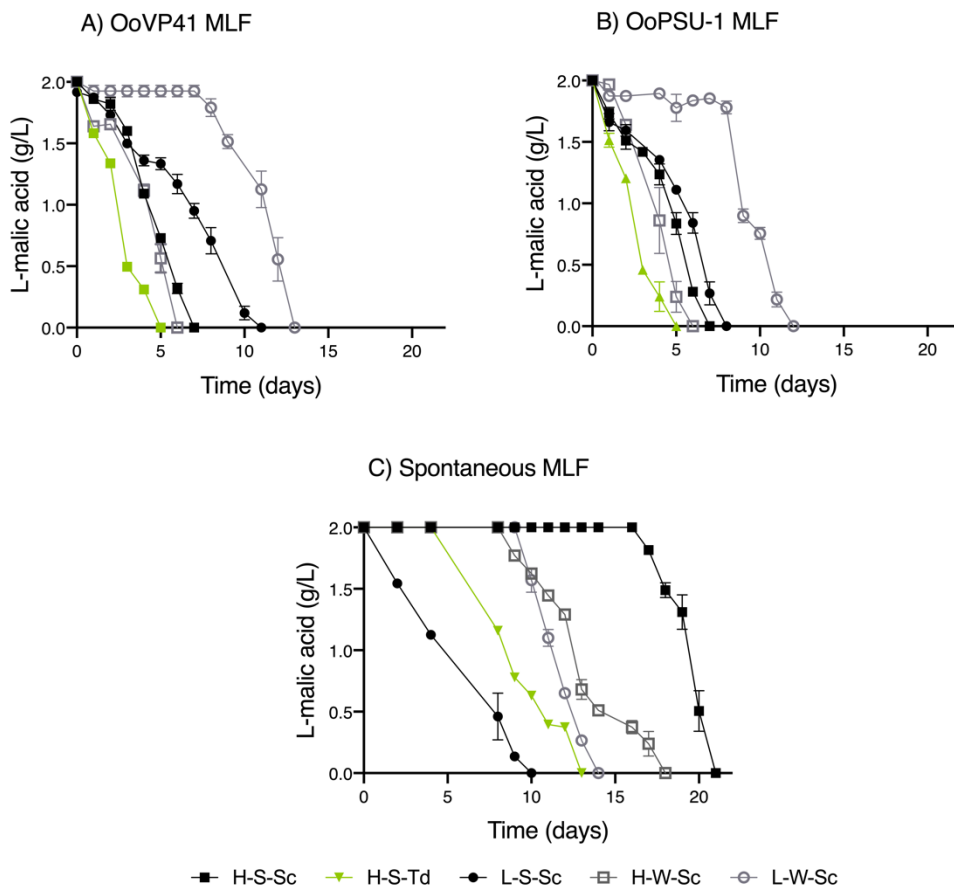 A) OoVP41 MLF
L-malic acid (g/L)
2.0
1.5
1.0
0.5
0.0
0 5 10 15 20
Time (days)
B) OoPSU-1 MLF
L-malic acid (g/L)
2.0
1.5
1.0
0.5
0.0
0 5 10 15 20
Time (days)
C) Spontaneous MLF
L-malic acid (g/L)
2.0
1.5
1.0
0.5
0.0
0 5 10 15 20
Time (days)
H-S-Sc H-S-Td L-S-Sc H-W-Sc L-W-Sc